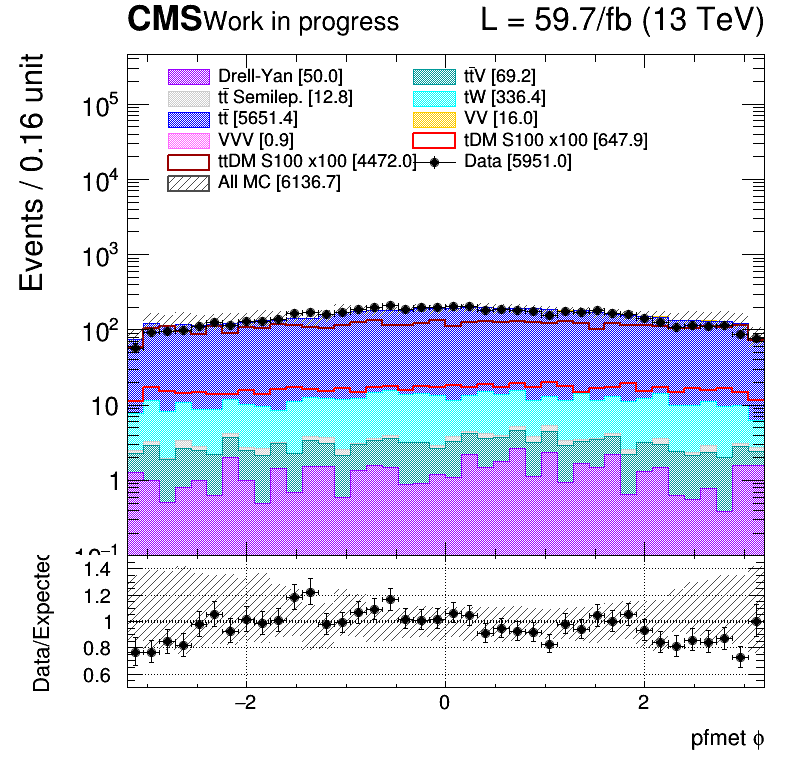 CMS Work in progress L = 59.7/fb (13 TeV)
Events / 0.16 unit
Drell-Yan [50.0] tt̄V [69.2]
tt̄ Semilep. [12.8] tW [336.4]
tt̄ [5651.4] VV [16.0]
VVV [0.9] tDM S100 x100 [647.9]
ttDM S100 x100 [4472.0] Data [5951.0]
All MC [6136.7]
10⁵
10⁴
10³
10²
10
1
10⁻¹
Data/Expected
1.4
1.2
1
0.8
0.6
−2 0 2
pfmet ϕ